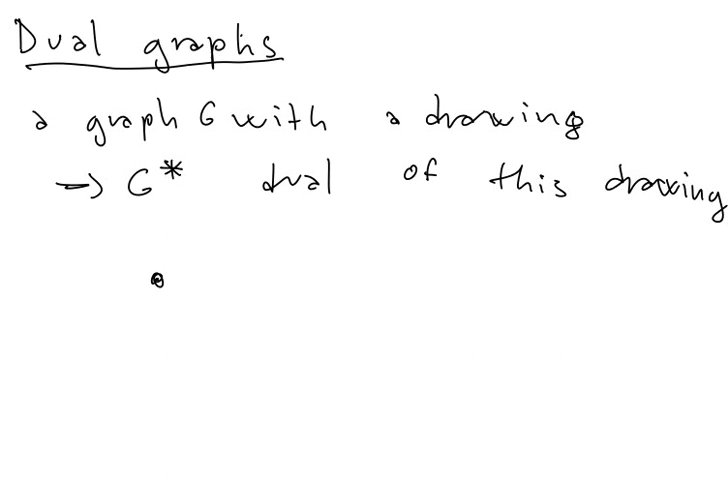 Dual graphs
a graph G with a drawing
→ G* dual of this drawing